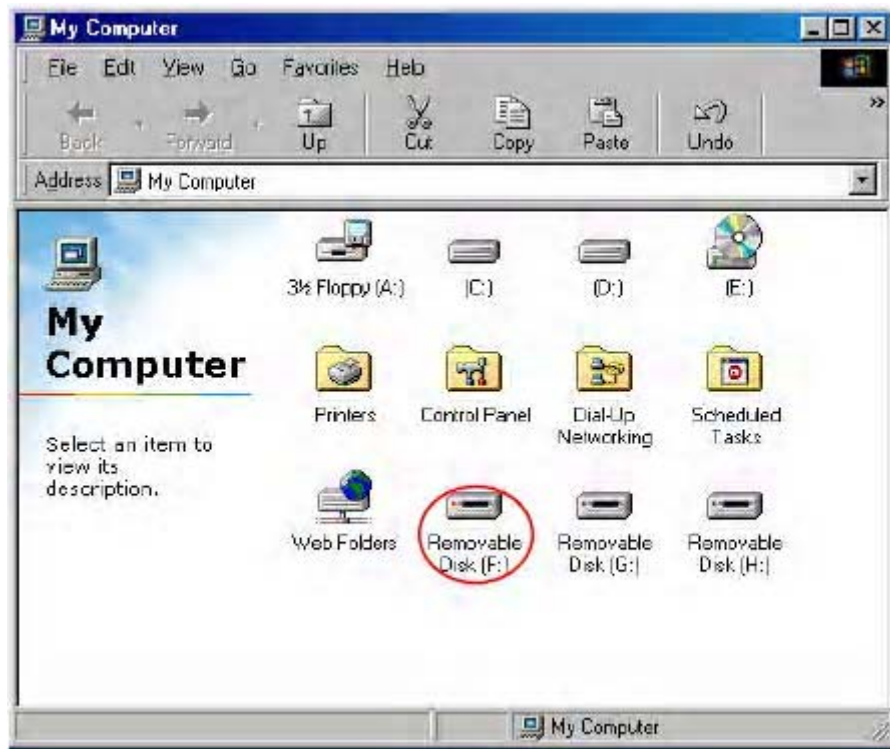 My Computer
File Edit View Go Favorites Help
Back Forward Up Cut Copy Paste Undo »
Address My Computer
My
Computer
Select an item to
view its
description.
3½ Floppy (A:) (C:) (D:) (E:)
Printers Control Panel Dial-Up
Networking Scheduled
Tasks
Web Folders Removable
Disk (F:) Removable
Disk (G:) Removable
Disk (H:)
My Computer